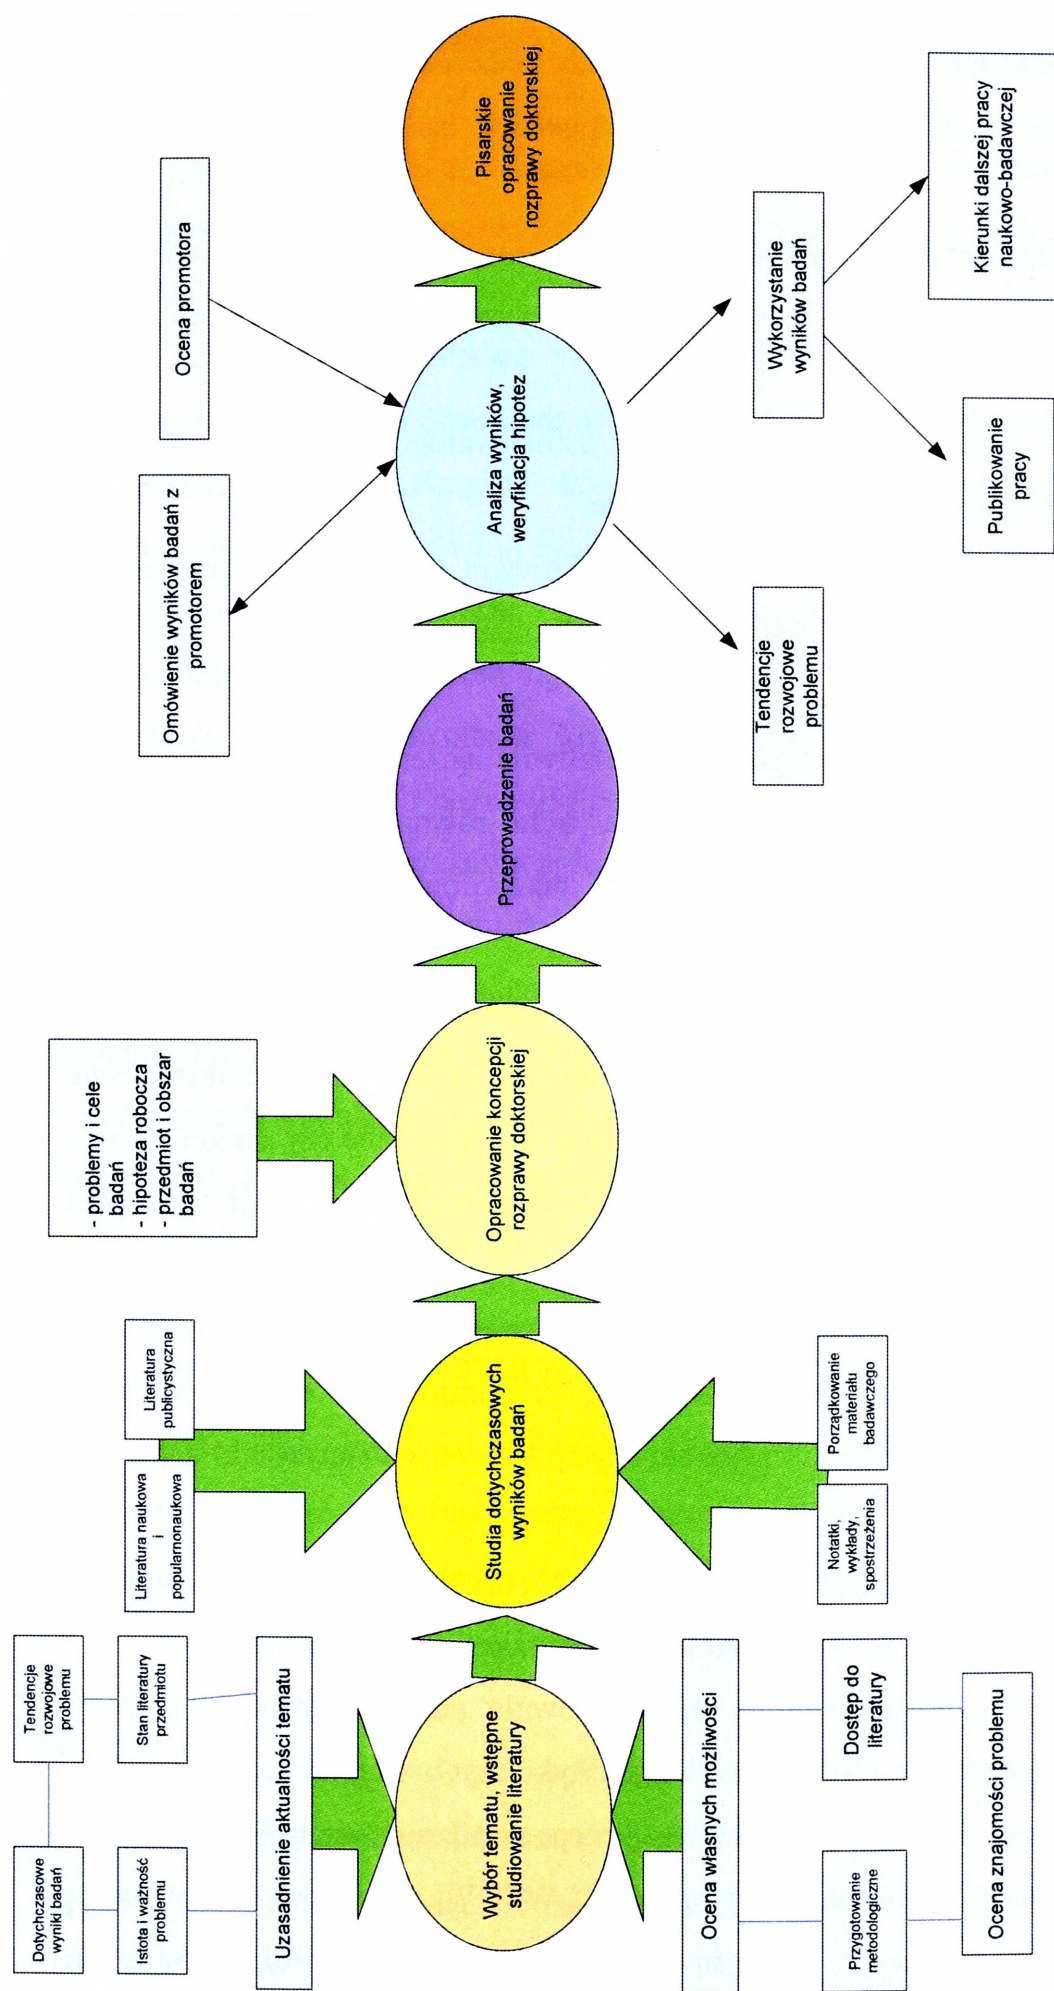 Tendencje
rozwojowe
problemu
Dotychczasowe
wyniki badań
Stan literatury
przedmiotu
Istota i ważność
problemu
Uzasadnienie aktualności tematu
Wybór tematu, wstępne
studiowanie literatury
Ocena własnych możliwości
Dostęp do
literatury
Przygotowanie
metodologiczne
Ocena znajomości problemu
Literatura naukowa
i
popularnonaukowa
Literatura
publicystyczna
Studia dotychczasowych
wyników badań
Notatki,
wykłady,
spostrzeżenia
Porządkowanie
materiału
badawczego
- problemy i cele
badań
- hipoteza robocza
- przedmiot i obszar
badań
Opracowanie koncepcji
rozprawy doktorskiej
Przeprowadzenie badań
Omówienie wyników badań z
promotorem
Ocena promotora
Analiza wyników,
weryfikacja hipotez
Tendencje
rozwojowe
problemu
Wykorzystanie
wyników badań
Publikowanie
pracy
Kierunki dalszej pracy
naukowo-badawczej
Pisarskie
opracowanie
rozprawy doktorskiej